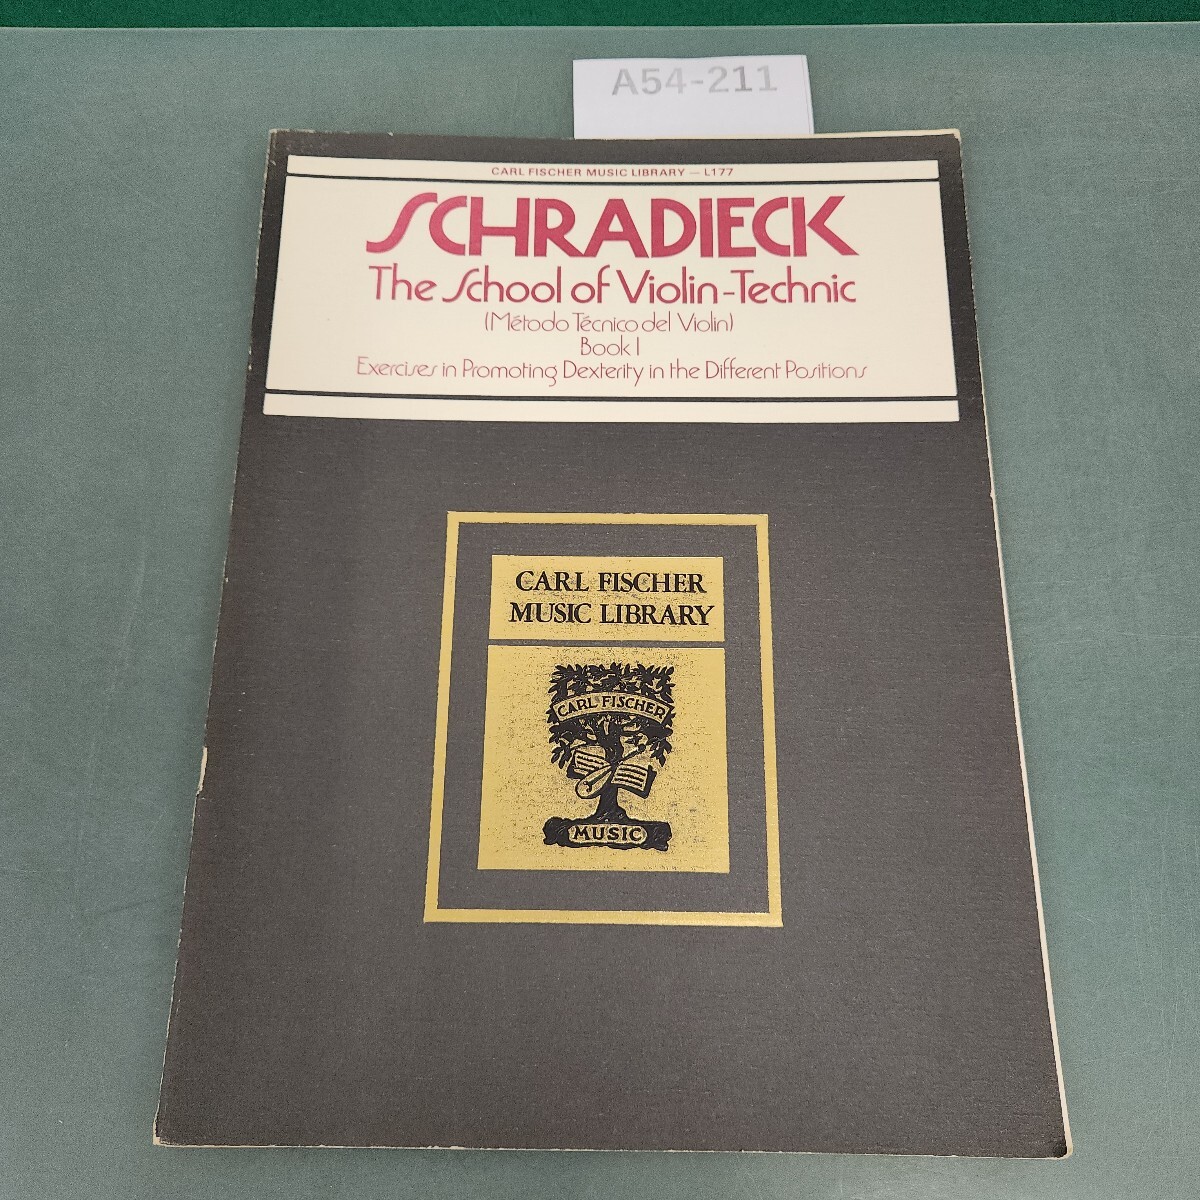 A54-211
CARL FISCHER MUSIC LIBRARY — L177
SCHRADIECK
The School of Violin-Technic
(Método Técnico del Violin)
Book I
Exercises in Promoting Dexterity in the Different Positions
CARL FISCHER
MUSIC LIBRARY
CARL FISCHER
MUSIC